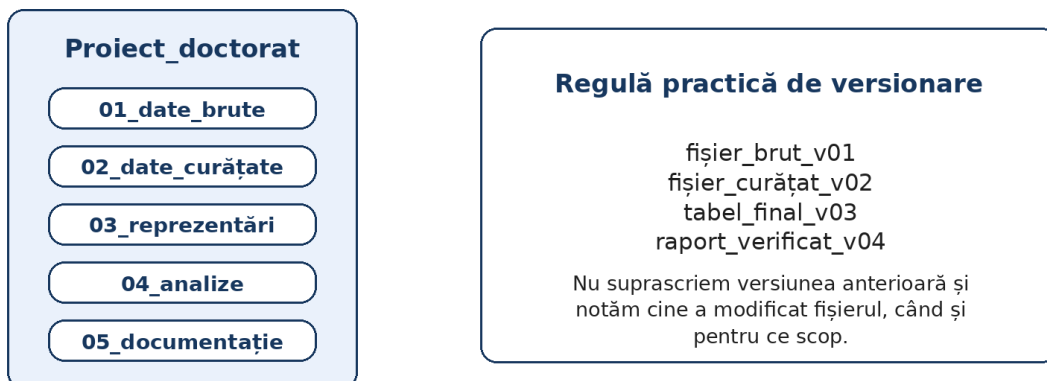 Proiect_doctorat
01_date_brute
02_date_curățate
03_reprezentări
04_analize
05_documentație
Regulă practică de versionare
fișier_brut_v01
fișier_curățat_v02
tabel_final_v03
raport_verificat_v04
Nu suprascriem versiunea anterioară și
notăm cine a modificat fișierul, când și
pentru ce scop.